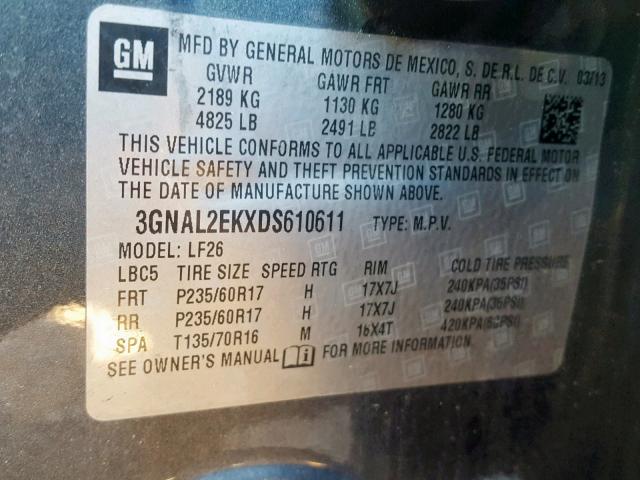 GM
MFD BY GENERAL MOTORS DE MEXICO, S. DE R.L. DE C.V. 03/13
GVWR GAWR FRT GAWR RR
2189 KG 1130 KG 1280 KG
4825 LB 2491 LB 2822 LB
THIS VEHICLE CONFORMS TO ALL APPLICABLE U.S. FEDERAL MOTOR
VEHICLE SAFETY AND THEFT PREVENTION STANDARDS IN EFFECT ON
THE DATE OF MANUFACTURE SHOWN ABOVE.
3GNAL2EKXDS610611 TYPE: M.P.V.
MODEL: LF26
LBC5 TIRE SIZE SPEED RTG RIM COLD TIRE PRESSURE
FRT P235/60R17 H 17X7J 240KPA(35PSI)
RR P235/60R17 H 17X7J 240KPA(35PSI)
SPA T135/70R16 M 16X4T 420KPA(60PSI)
SEE OWNER'S MANUAL FOR MORE INFORMATION.